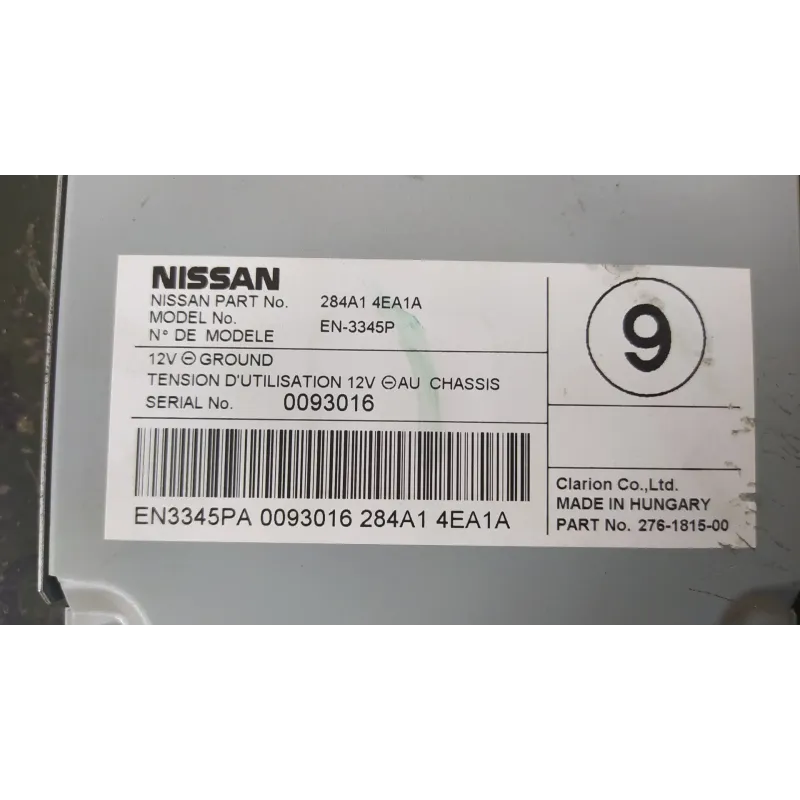 NISSAN
NISSAN PART No. 284A1 4EA1A
MODEL No.
N° DE MODELE EN-3345P
12V ⊖ GROUND
TENSION D'UTILISATION 12V ⊖ AU CHASSIS
SERIAL No. 0093016
EN3345PA 0093016 284A1 4EA1A
9
Clarion Co.,Ltd.
MADE IN HUNGARY
PART No. 276-1815-00